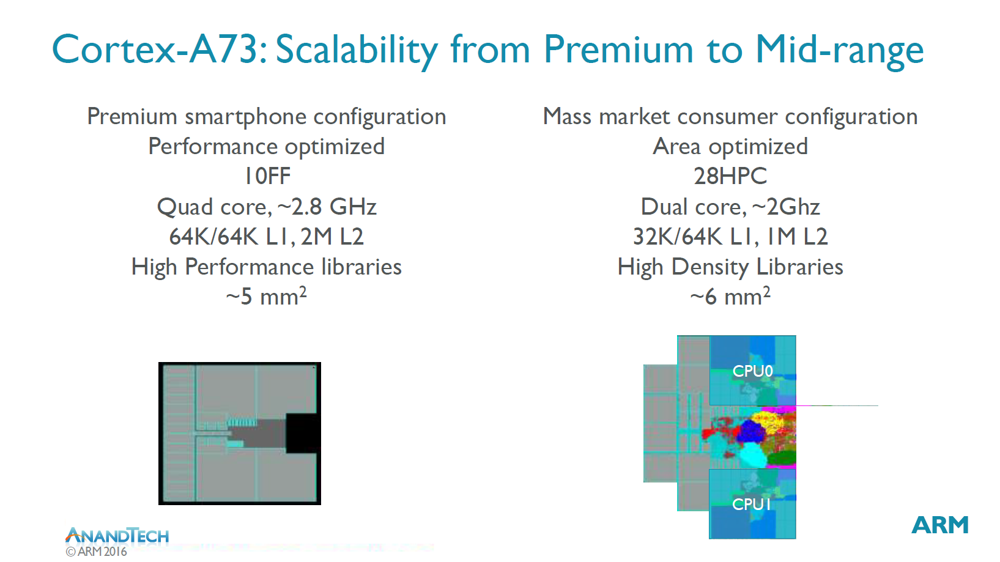 Cortex-A73: Scalability from Premium to Mid-range
Premium smartphone configuration
Performance optimized
10FF
Quad core, ~2.8 GHz
64K/64K L1, 2M L2
High Performance libraries
~5 mm²
Mass market consumer configuration
Area optimized
28HPC
Dual core, ~2Ghz
32K/64K L1, 1M L2
High Density Libraries
~6 mm²
CPU0
CPU1
ANANDTECH
© ARM 2016
ARM